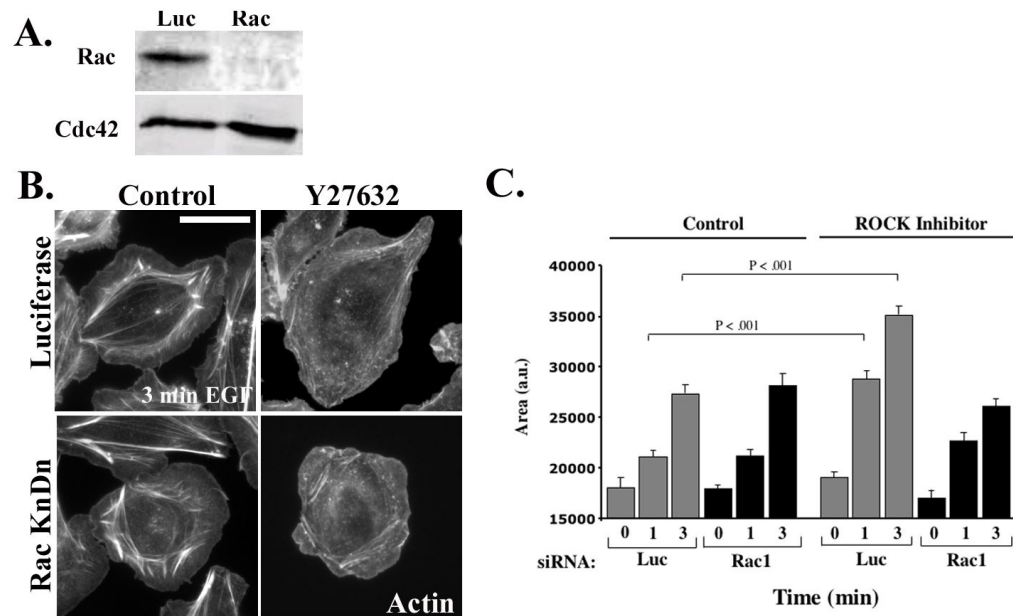 A.
Luc Rac
Rac
Cdc42
B.
Control Y27632
Luciferase
3 min EGF
Rac KnDn
Actin
C.
Control ROCK Inhibitor
P < .001
P < .001
Area (a.u.)
40000
35000
30000
25000
20000
15000
0 1 3 0 1 3 0 1 3 0 1 3
siRNA: Luc Rac1 Luc Rac1
Time (min)